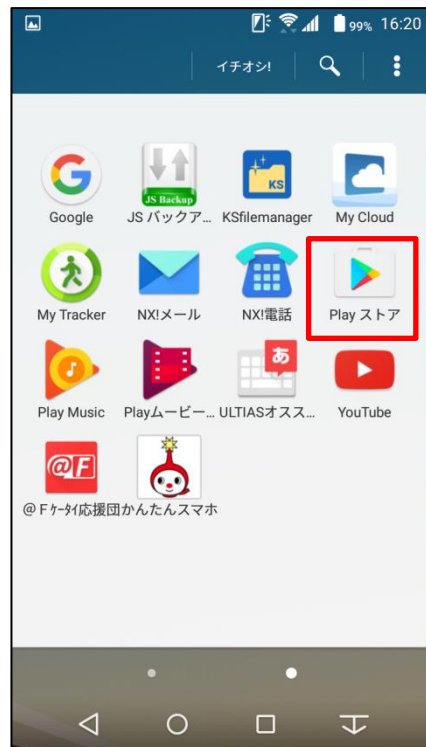 99% 16:20
イチオシ!
Google JS バックア... KSfilemanager My Cloud
JS Backup
KS
My Tracker NX!メール NX!電話 Play ストア
あ
Play Music Playムービー... ULTIASオスス... YouTube
@F
@Fケータイ応援団 かんたんスマホ